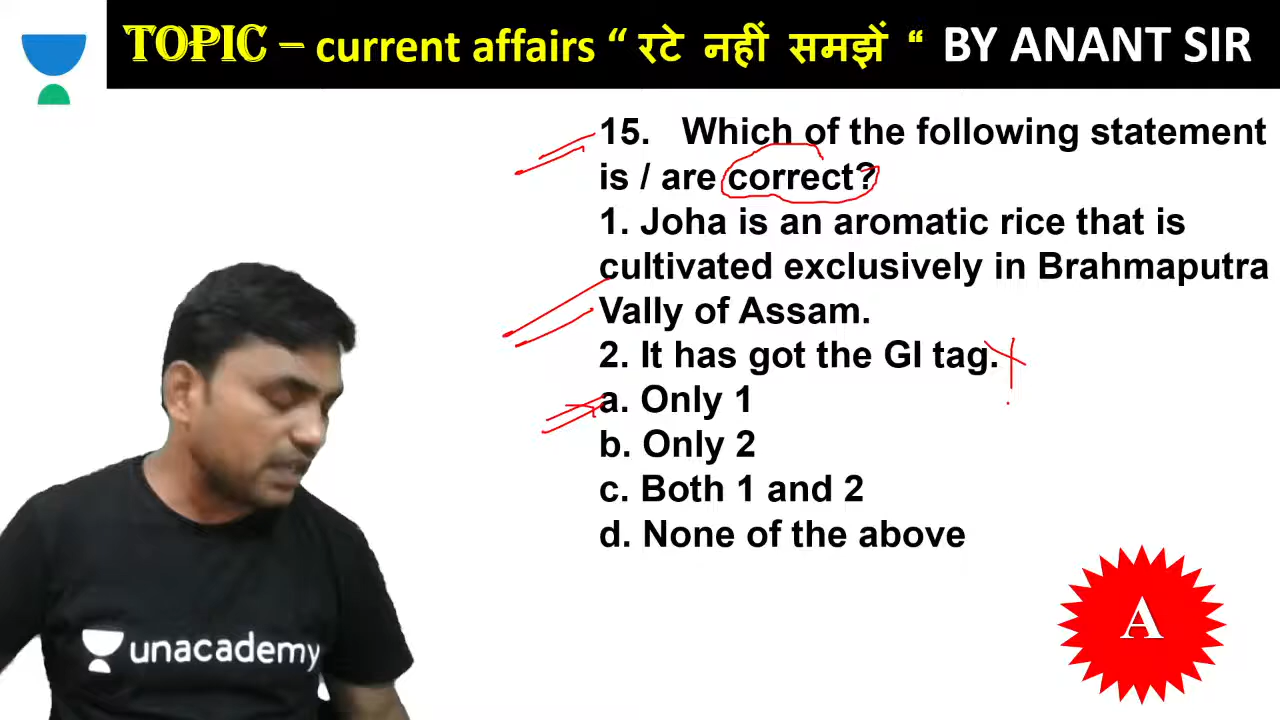 TOPIC – current affairs “ रटे नहीं समझें “ BY ANANT SIR
15. Which of the following statement
is / are correct?
1. Joha is an aromatic rice that is
cultivated exclusively in Brahmaputra
Vally of Assam.
2. It has got the GI tag.
a. Only 1
b. Only 2
c. Both 1 and 2
d. None of the above
A
unacademy